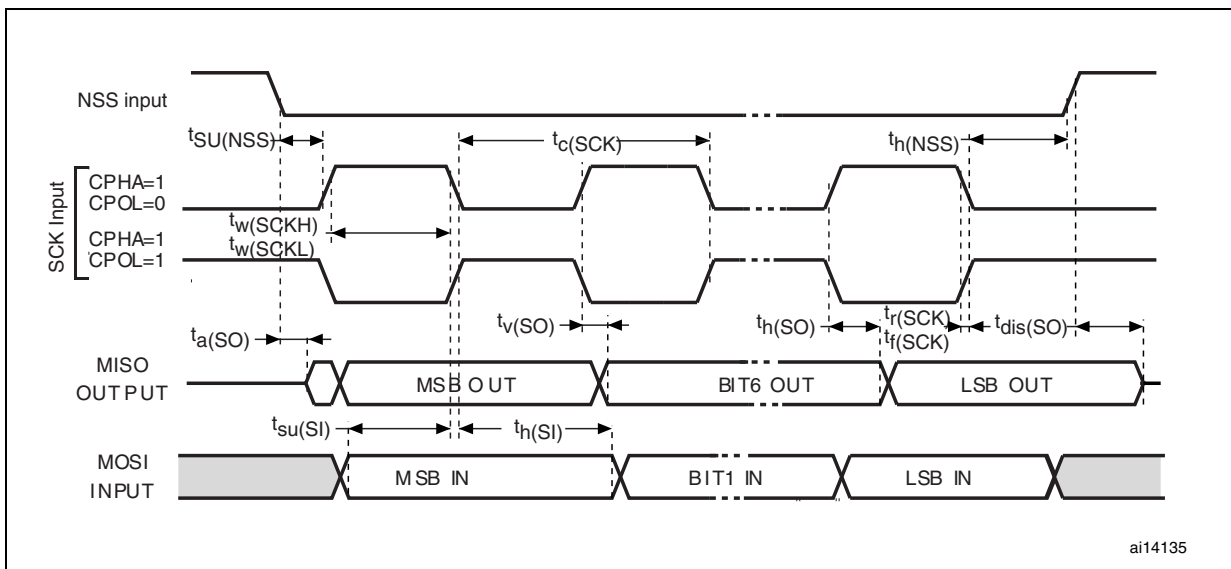 NSS input
tSU(NSS)
tc(SCK)
th(NSS)
SCK Input
CPHA=1
CPOL=0
tw(SCKH)
tw(SCKL)
CPHA=1
CPOL=1
ta(SO)
tv(SO)
th(SO)
tr(SCK)
tf(SCK)
tdis(SO)
MISO
OUTPUT
MSB OUT
BIT6 OUT
LSB OUT
tsu(SI)
th(SI)
MOSI
INPUT
MSB IN
BIT1 IN
LSB IN
ai14135